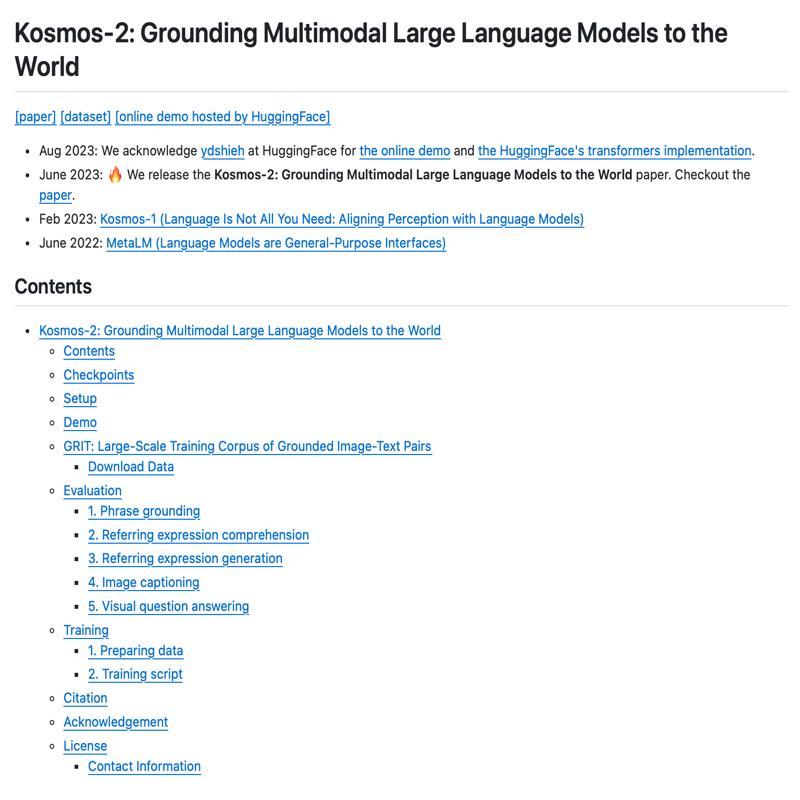 Kosmos-2: Grounding Multimodal Large Language Models to the
World
[paper] [dataset] [online demo hosted by HuggingFace]
• Aug 2023: We acknowledge ydshieh at HuggingFace for the online demo and the HuggingFace's transformers implementation.
• June 2023: 🔥 We release the Kosmos-2: Grounding Multimodal Large Language Models to the World paper. Checkout the
paper.
• Feb 2023: Kosmos-1 (Language Is Not All You Need: Aligning Perception with Language Models)
• June 2022: MetaLM (Language Models are General-Purpose Interfaces)
Contents
• Kosmos-2: Grounding Multimodal Large Language Models to the World
◦ Contents
◦ Checkpoints
◦ Setup
◦ Demo
◦ GRIT: Large-Scale Training Corpus of Grounded Image-Text Pairs
▪ Download Data
◦ Evaluation
▪ 1. Phrase grounding
▪ 2. Referring expression comprehension
▪ 3. Referring expression generation
▪ 4. Image captioning
▪ 5. Visual question answering
◦ Training
▪ 1. Preparing data
▪ 2. Training script
◦ Citation
◦ Acknowledgement
◦ License
▪ Contact Information